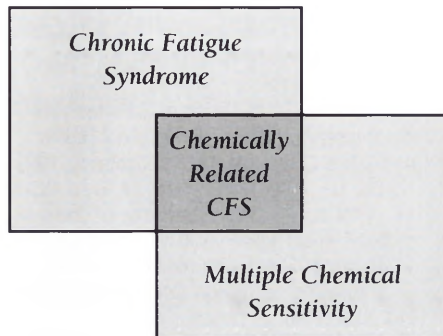 Chronic Fatigue
Syndrome
Chemically
Related
CFS
Multiple Chemical
Sensitivity